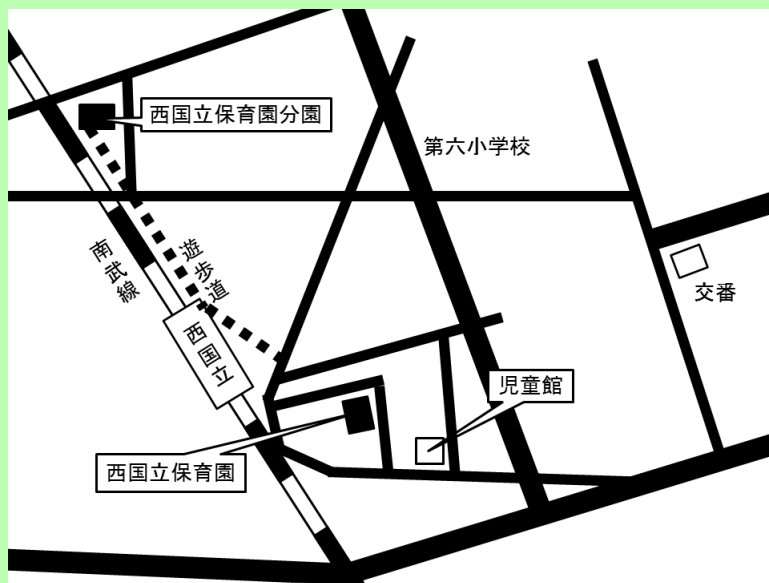 西国立保育園分園
第六小学校
南武線
遊歩道
交番
西国立
児童館
西国立保育園